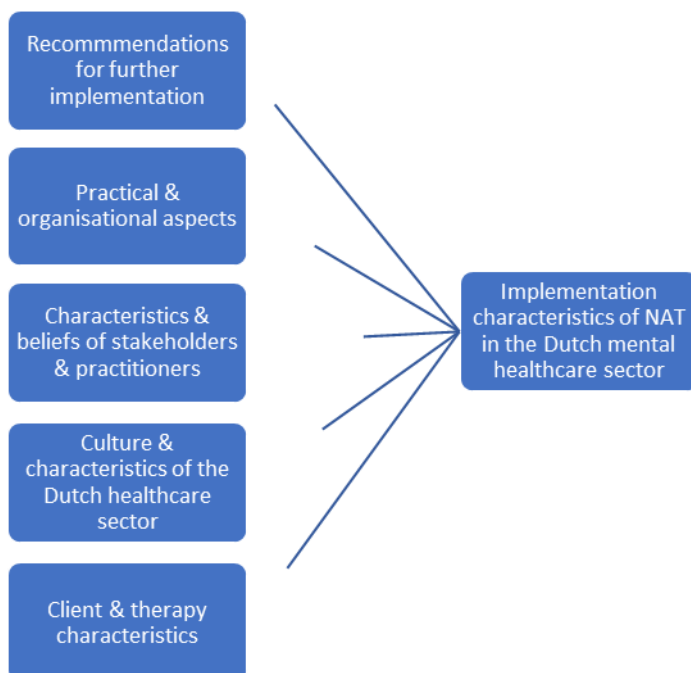 Recommmendations
for further
implementation
Practical &
organisational aspects
Characteristics &
beliefs of stakeholders
& practitioners
Culture &
characteristics of the
Dutch healthcare
sector
Client & therapy
characteristics
Implementation
characteristics of NAT
in the Dutch mental
healthcare sector